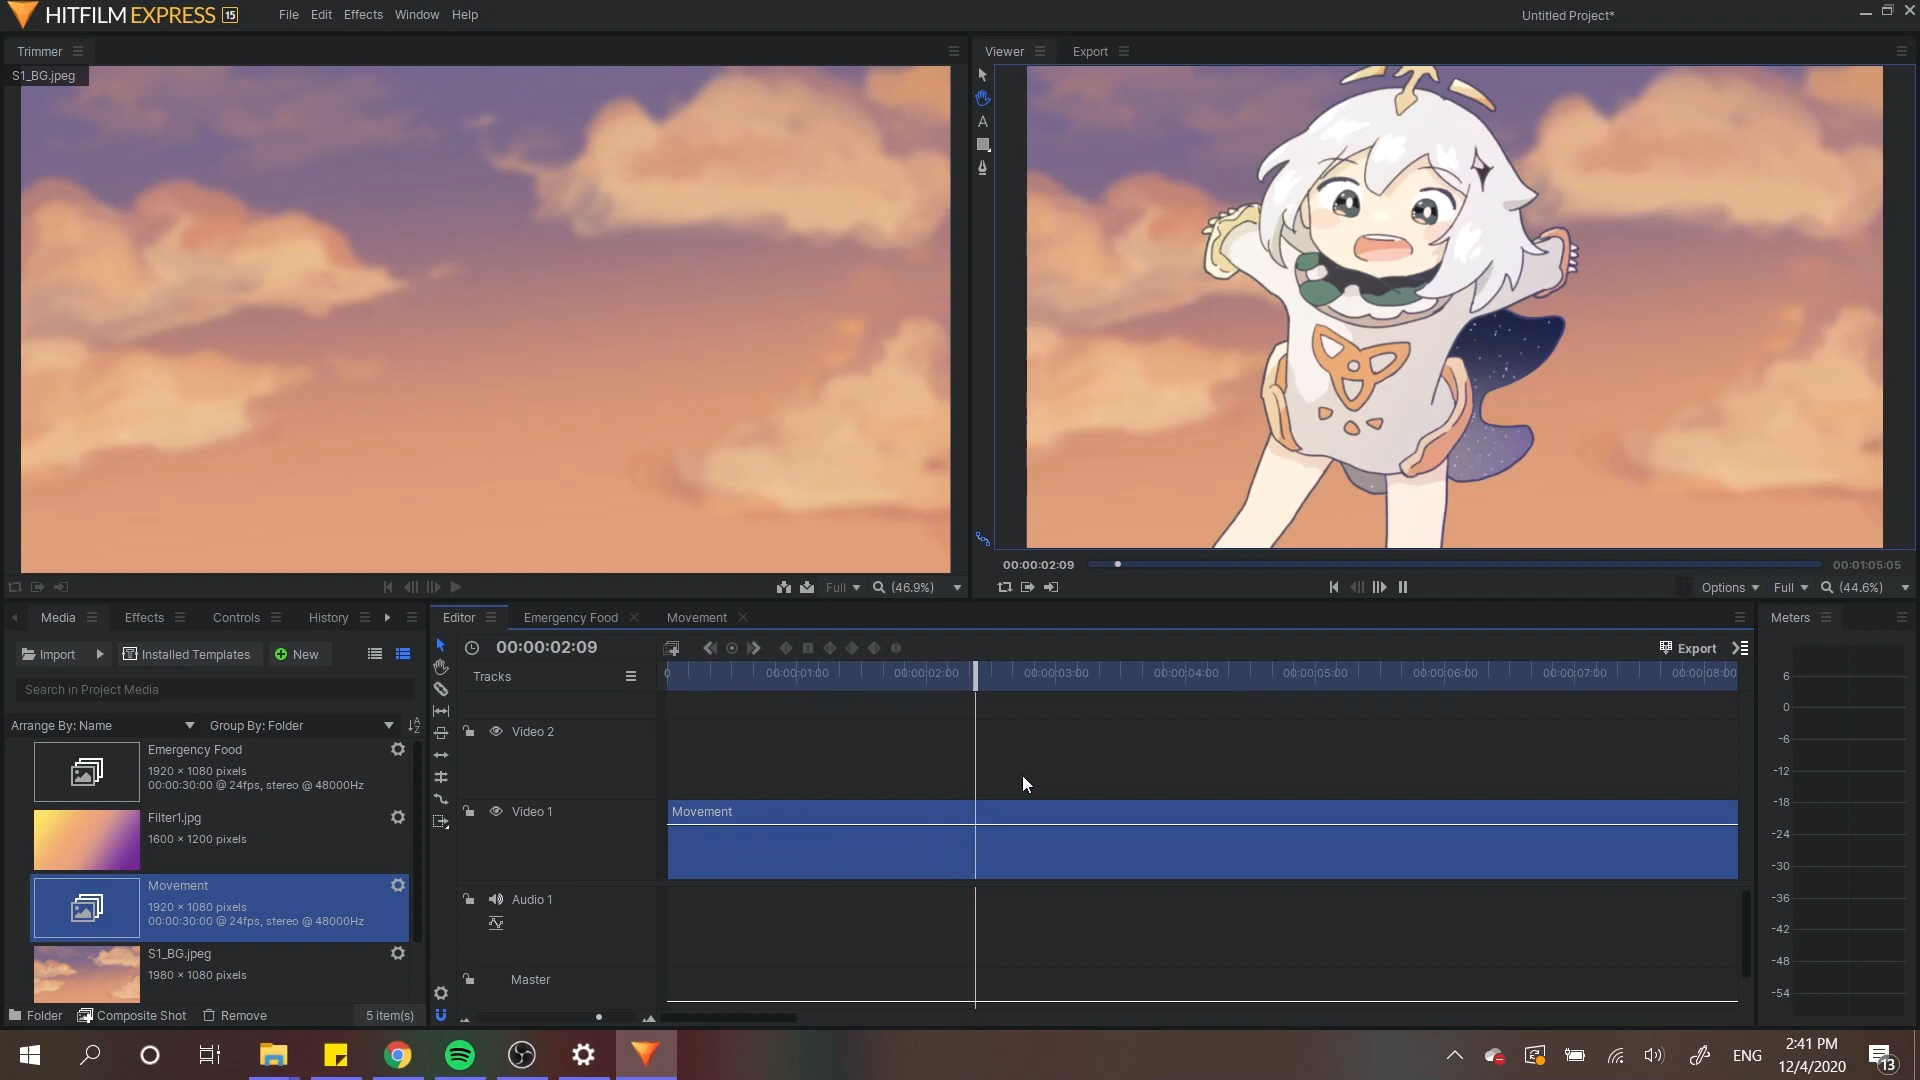 HITFILM EXPRESS 15
File Edit Effects Window Help
Untitled Project*
Trimmer
Viewer Export
S1_BG.jpeg
A
00:00:02:09 00:01:05:05
Full (46.9%)
Options Full (44.6%)
Media Effects Controls History
Editor Emergency Food Movement
Meters
Import Installed Templates New
00:00:02:09
Export
Tracks
0 00:00:01:00 00:00:02:00 00:00:03:00 00:00:04:00 00:00:05:00 00:00:06:00 00:00:07:00 00:00:08:00
Search in Project Media
Arrange By: Name Group By: Folder
Emergency Food
1920 × 1080 pixels
00:00:30:00 @ 24fps, stereo @ 48000Hz
Filter1.jpg
1600 × 1200 pixels
Movement
1920 × 1080 pixels
00:00:30:00 @ 24fps, stereo @ 48000Hz
S1_BG.jpeg
1980 × 1080 pixels
Folder Composite Shot Remove 5 item(s)
Video 2
Video 1
Movement
Audio 1
Master
6
0
-6
-12
-18
-24
-30
-36
-42
-48
-54
ENG
2:41 PM
12/4/2020
13